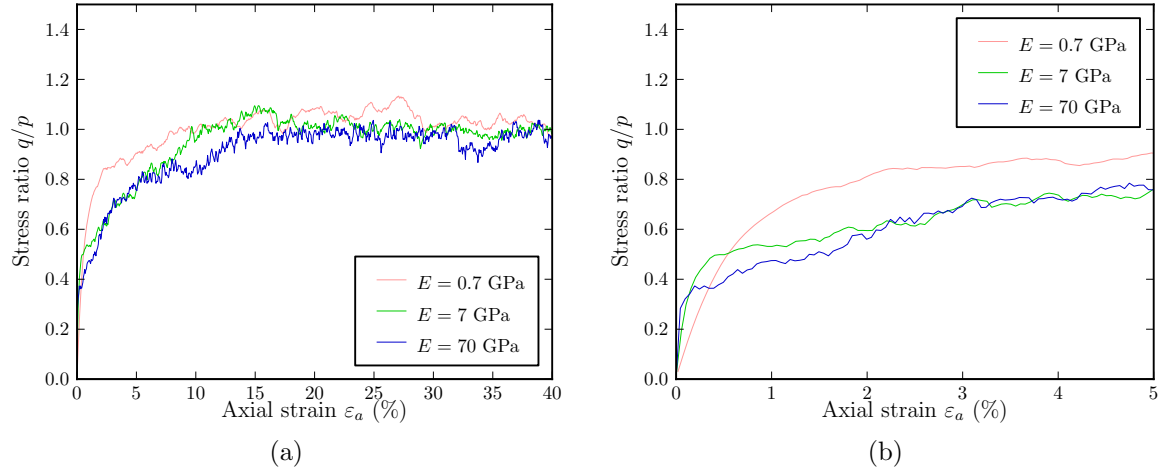 1.4
1.2
1.0
0.8
0.6
0.4
0.2
0.0
Stress ratio q/p
0 5 10 15 20 25 30 35 40
Axial strain εa (%)
E = 0.7 GPa
E = 7 GPa
E = 70 GPa
(a)
1.4
1.2
1.0
0.8
0.6
0.4
0.2
0.0
Stress ratio q/p
E = 0.7 GPa
E = 7 GPa
E = 70 GPa
0 1 2 3 4 5
Axial strain εa (%)
(b)